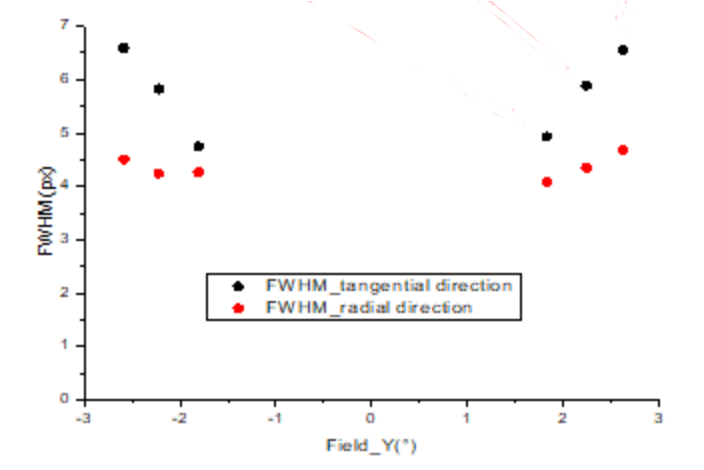 7
6
5
4
3
2
1
0
FWHM(px)
FWHM_tangential direction
FWHM_radial direction
-3 -2 -1 0 1 2 3
Field_Y(°)